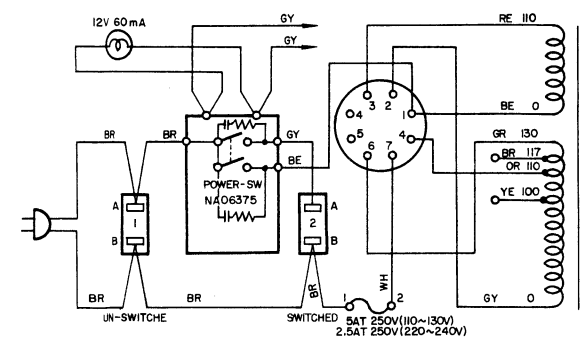 12V 60mA
GY
GY
RE 110
3 2
4 1
5 4
6 7
BE 0
BR
BR
GY
GR 130
BR 117
BE
OR 110
POWER-SW
NA06375
YE 100
A
1
B
A
2
B
WH
BR
BR
BR
BR
1 2
GY 0
UN-SWITCHE
SWITCHED
5AT 250V(110~130V)
2.5AT 250V(220~240V)